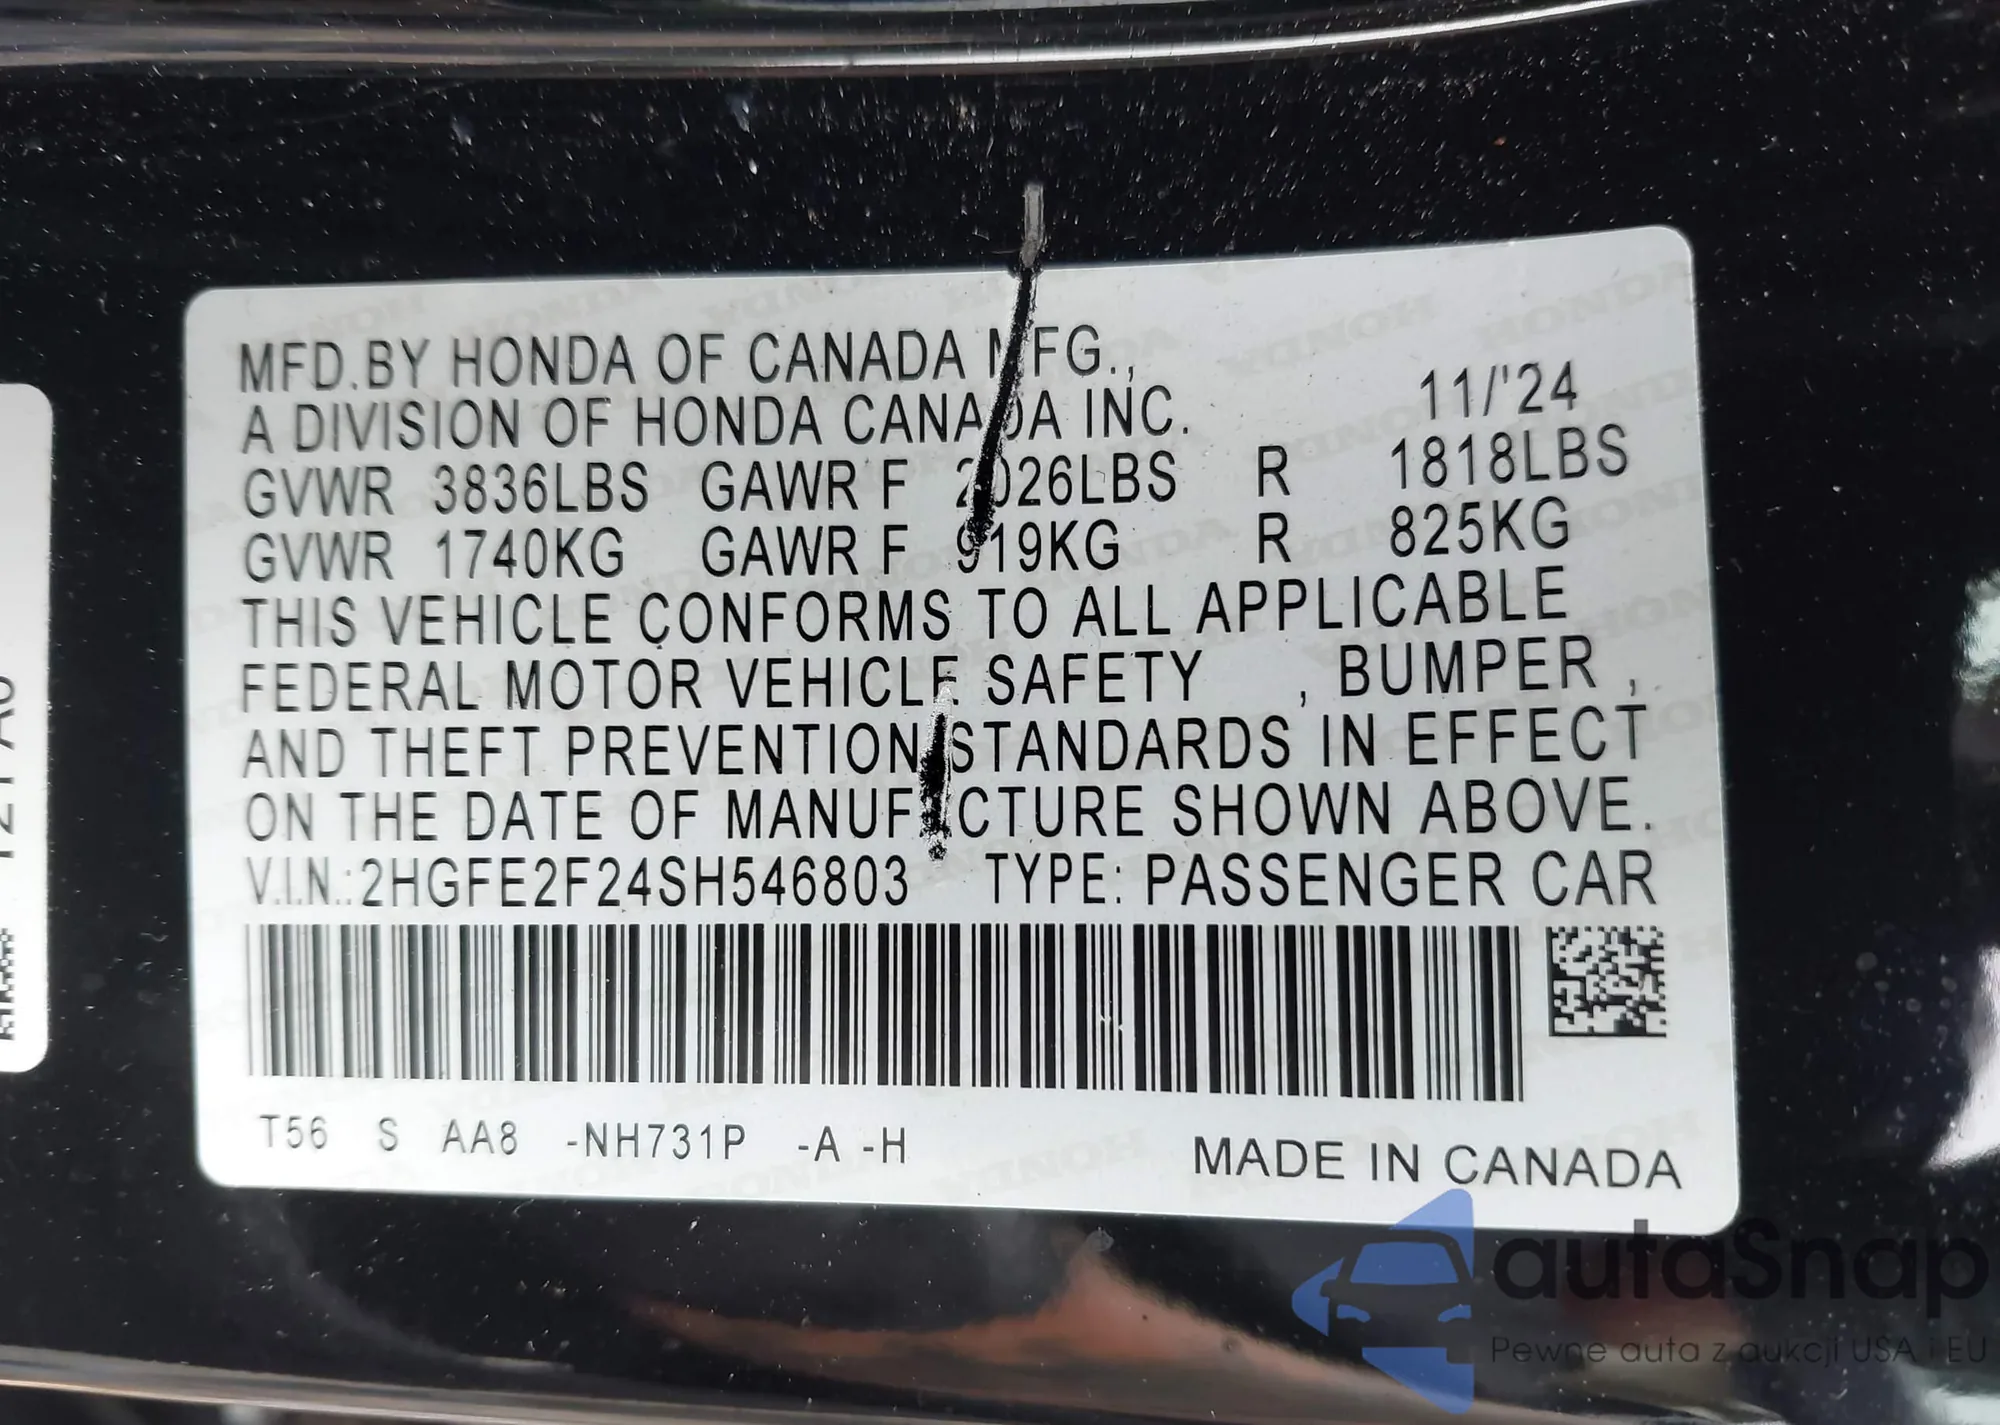 MFD.BY HONDA OF CANADA MFG.,
A DIVISION OF HONDA CANADA INC. 11/'24
GVWR 3836LBS GAWR F 2026LBS R 1818LBS
GVWR 1740KG GAWR F 919KG R 825KG
THIS VEHICLE CONFORMS TO ALL APPLICABLE
FEDERAL MOTOR VEHICLE SAFETY , BUMPER ,
AND THEFT PREVENTION STANDARDS IN EFFECT
ON THE DATE OF MANUFACTURE SHOWN ABOVE.
V.I.N.:2HGFE2F24SH546803 TYPE: PASSENGER CAR
T56 S AA8 -NH731P -A -H
MADE IN CANADA
autaSnap
Pewne auta z aukcji USA i EU